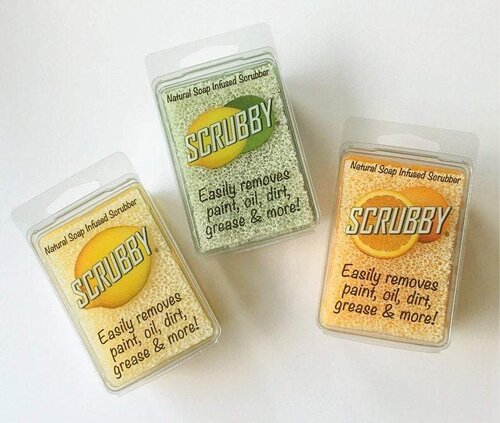 Natural Soap Infused Scrubber
SCRUBBY
Easily removes
paint, oil, dirt,
grease & more!
Natural Soap Infused Scrubber
SCRUBBY
Easily removes
paint, oil, dirt,
grease & more!
Natural Soap Infused Scrubber
SCRUBBY
Easily removes
paint, oil, dirt,
grease & more!